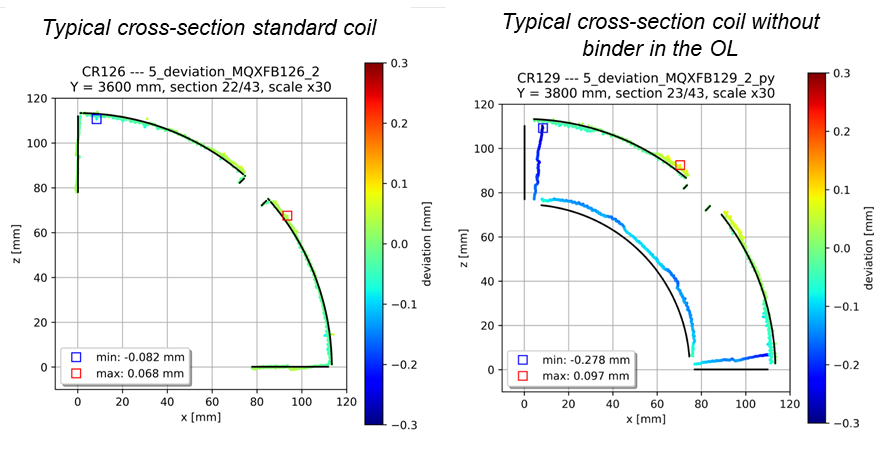 Typical cross-section standard coil
CR126 --- 5_deviation_MQXFB126_2
Y = 3600 mm, section 22/43, scale x30
120
100
80
60
40
20
0
z [mm]
0
20
40
60
80
100
120
x [mm]
min: -0.082 mm
max: 0.068 mm
0.3
0.2
0.1
0.0
−0.1
−0.2
−0.3
deviation [mm]
Typical cross-section coil without
binder in the OL
CR129 --- 5_deviation_MQXFB129_2_py
Y = 3800 mm, section 23/43, scale x30
120
100
80
60
40
20
0
z [mm]
0
20
40
60
80
100
120
x [mm]
min: -0.278 mm
max: 0.097 mm
0.3
0.2
0.1
0.0
−0.1
−0.2
−0.3
deviation [mm]